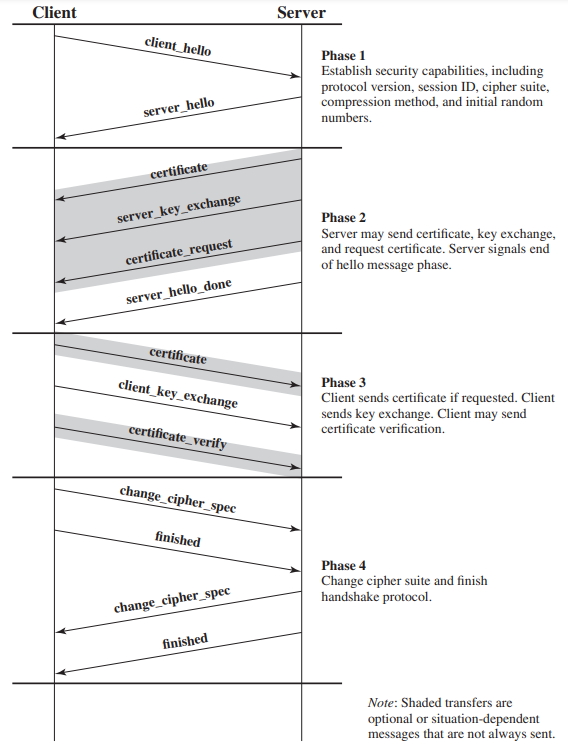 Client Server
client_hello
Phase 1
Establish security capabilities, including
protocol version, session ID, cipher suite,
compression method, and initial random
numbers.
server_hello
certificate
server_key_exchange
certificate_request
server_hello_done
Phase 2
Server may send certificate, key exchange,
and request certificate. Server signals end
of hello message phase.
certificate
client_key_exchange
certificate_verify
Phase 3
Client sends certificate if requested. Client
sends key exchange. Client may send
certificate verification.
change_cipher_spec
finished
change_cipher_spec
finished
Phase 4
Change cipher suite and finish
handshake protocol.
Note: Shaded transfers are
optional or situation-dependent
messages that are not always sent.